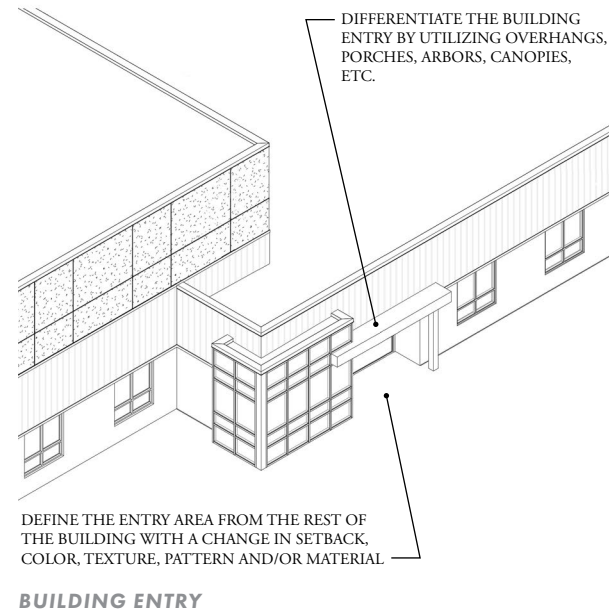 DIFFERENTIATE THE BUILDING
ENTRY BY UTILIZING OVERHANGS,
PORCHES, ARBORS, CANOPIES,
ETC.
DEFINE THE ENTRY AREA FROM THE REST OF
THE BUILDING WITH A CHANGE IN SETBACK,
COLOR, TEXTURE, PATTERN AND/OR MATERIAL
BUILDING ENTRY